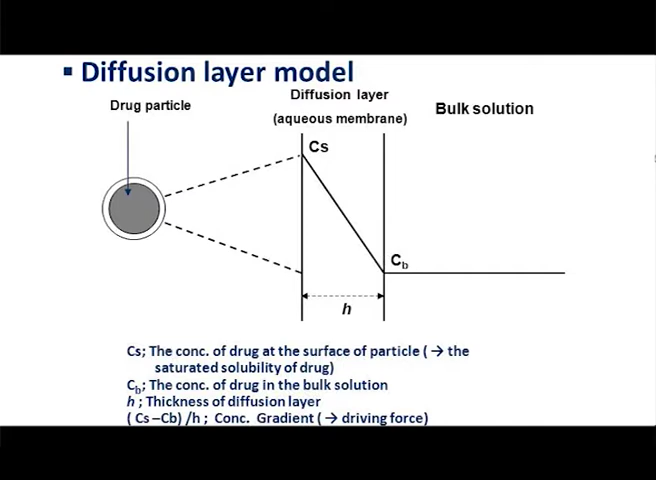 ▪ Diffusion layer model
Drug particle
Diffusion layer
(aqueous membrane)
Bulk solution
Cs
Cb
h
Cs; The conc. of drug at the surface of particle ( → the
saturated solubility of drug)
Cb; The conc. of drug in the bulk solution
h ; Thickness of diffusion layer
( Cs –Cb) /h ; Conc. Gradient ( → driving force)